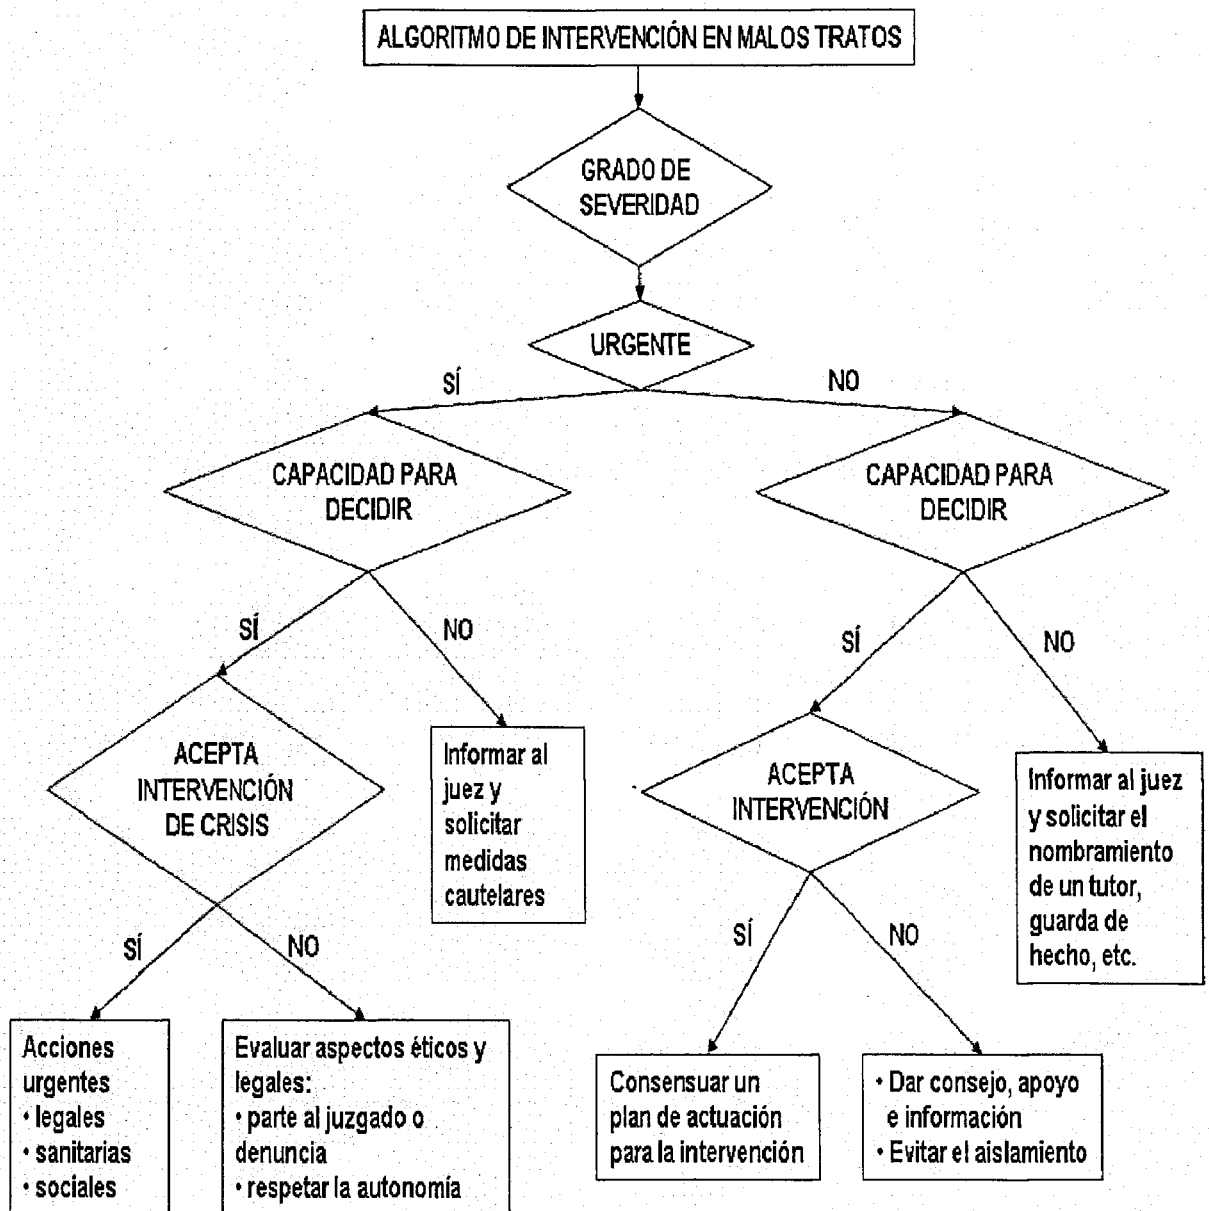 ALGORITMO DE INTERVENCIÓN EN MALOS TRATOS
GRADO DE
SEVERIDAD
URGENTE
SÍ
NO
CAPACIDAD PARA
DECIDIR
CAPACIDAD PARA
DECIDIR
SÍ
NO
SÍ
NO
ACEPTA
INTERVENCIÓN
DE CRISIS
Informar al
juez y
solicitar
medidas
cautelares
ACEPTA
INTERVENCIÓN
Informar al juez
y solicitar el
nombramiento
de un tutor,
guarda de
hecho, etc.
SÍ
NO
SÍ
NO
Acciones
urgentes
• legales
• sanitarias
• sociales
Evaluar aspectos éticos y
legales:
• parte al juzgado o
denuncia
• respetar la autonomía
Consensuar un
plan de actuación
para la intervención
• Dar consejo, apoyo
e información
• Evitar el aislamiento